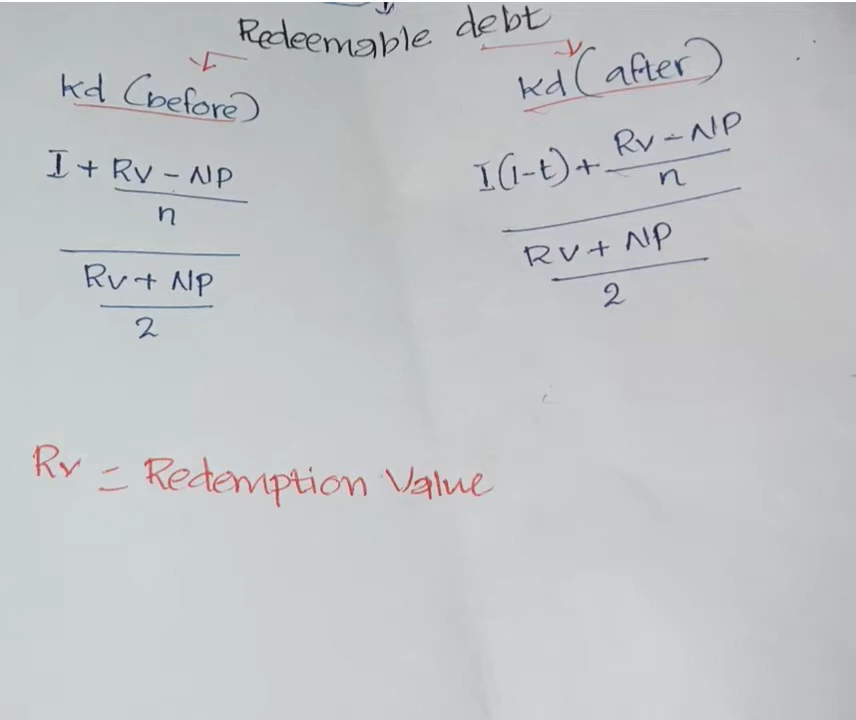 Redeemable debt
Kd (before)
I + RV - NP
n
RV + NP
2
Kd (after)
I(1-t) + RV - NP
n
RV + NP
2
RV = Redemption Value